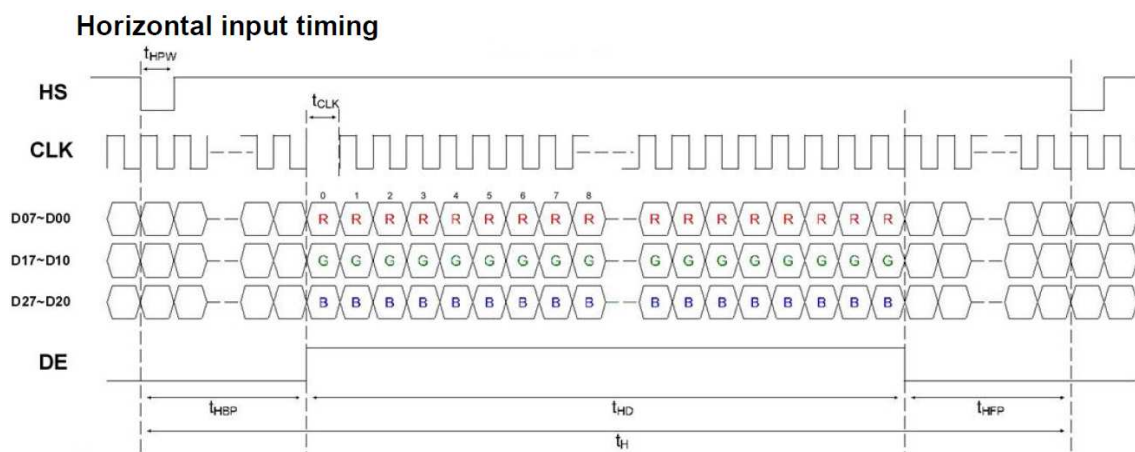 Horizontal input timing
tHPW
HS
tCLK
CLK
0 1 2 3 4 5 6 7 8
D07~D00 R R R R R R R R R R R R R R R R R
D17~D10 G G G G G G G G G G G G G G G G G
D27~D20 B B B B B B B B B B B B B B B B B
DE
tHBP tHD tHFP
tH